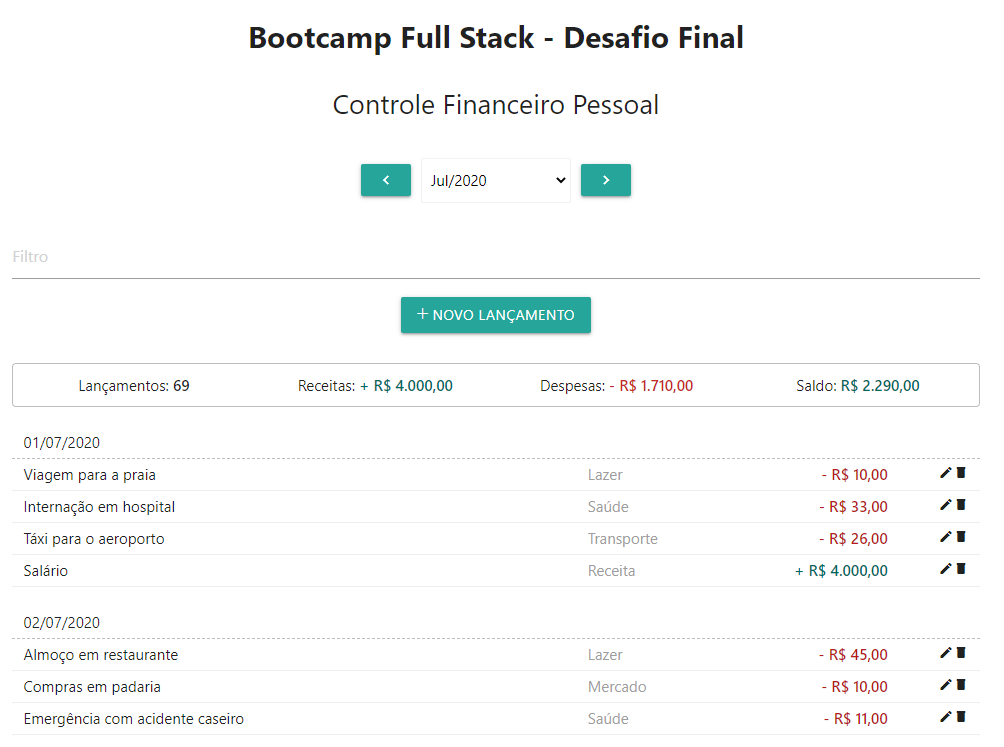 Bootcamp Full Stack - Desafio Final
Controle Financeiro Pessoal
Jul/2020
Filtro
+ NOVO LANÇAMENTO
Lançamentos: 69 Receitas: + R$ 4.000,00 Despesas: - R$ 1.710,00 Saldo: R$ 2.290,00
01/07/2020
Viagem para a praia Lazer - R$ 10,00
Internação em hospital Saúde - R$ 33,00
Táxi para o aeroporto Transporte - R$ 26,00
Salário Receita + R$ 4.000,00
02/07/2020
Almoço em restaurante Lazer - R$ 45,00
Compras em padaria Mercado - R$ 10,00
Emergência com acidente caseiro Saúde - R$ 11,00